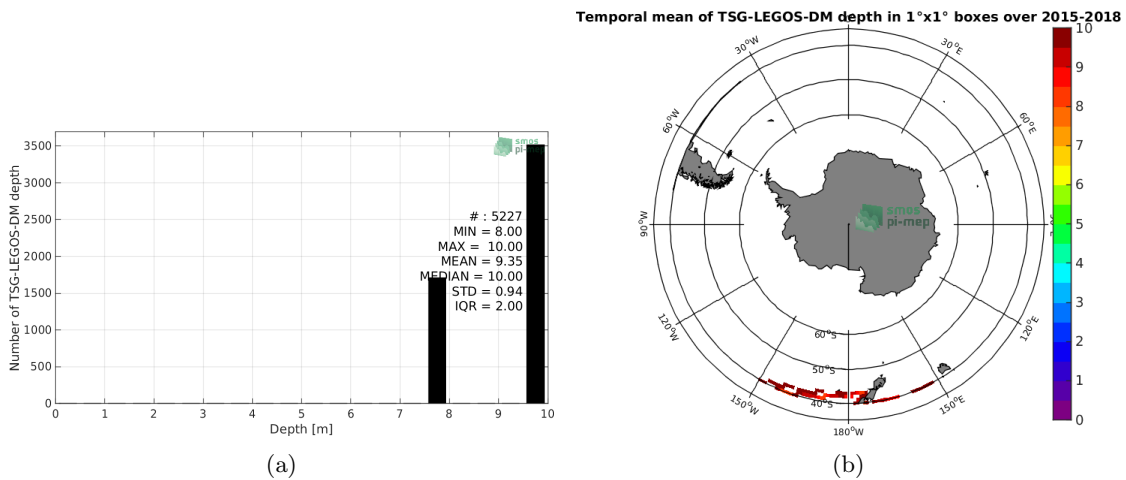 Temporal mean of TSG-LEGOS-DM depth in 1°x1° boxes over 2015-2018
Number of TSG-LEGOS-DM depth
3500
3000
2500
2000
1500
1000
500
0
smos
pi-mep
# : 5227
MIN = 8.00
MAX = 10.00
MEAN = 9.35
MEDIAN = 10.00
STD = 0.94
IQR = 2.00
0 1 2 3 4 5 6 7 8 9 10
Depth [m]
(a)
30°W
30°E
60°W
60°E
90°W
120°W
120°E
150°W
150°E
180°W
60°S
50°S
40°S
smos
pi-mep
10
9
8
7
6
5
4
3
2
1
0
(b)